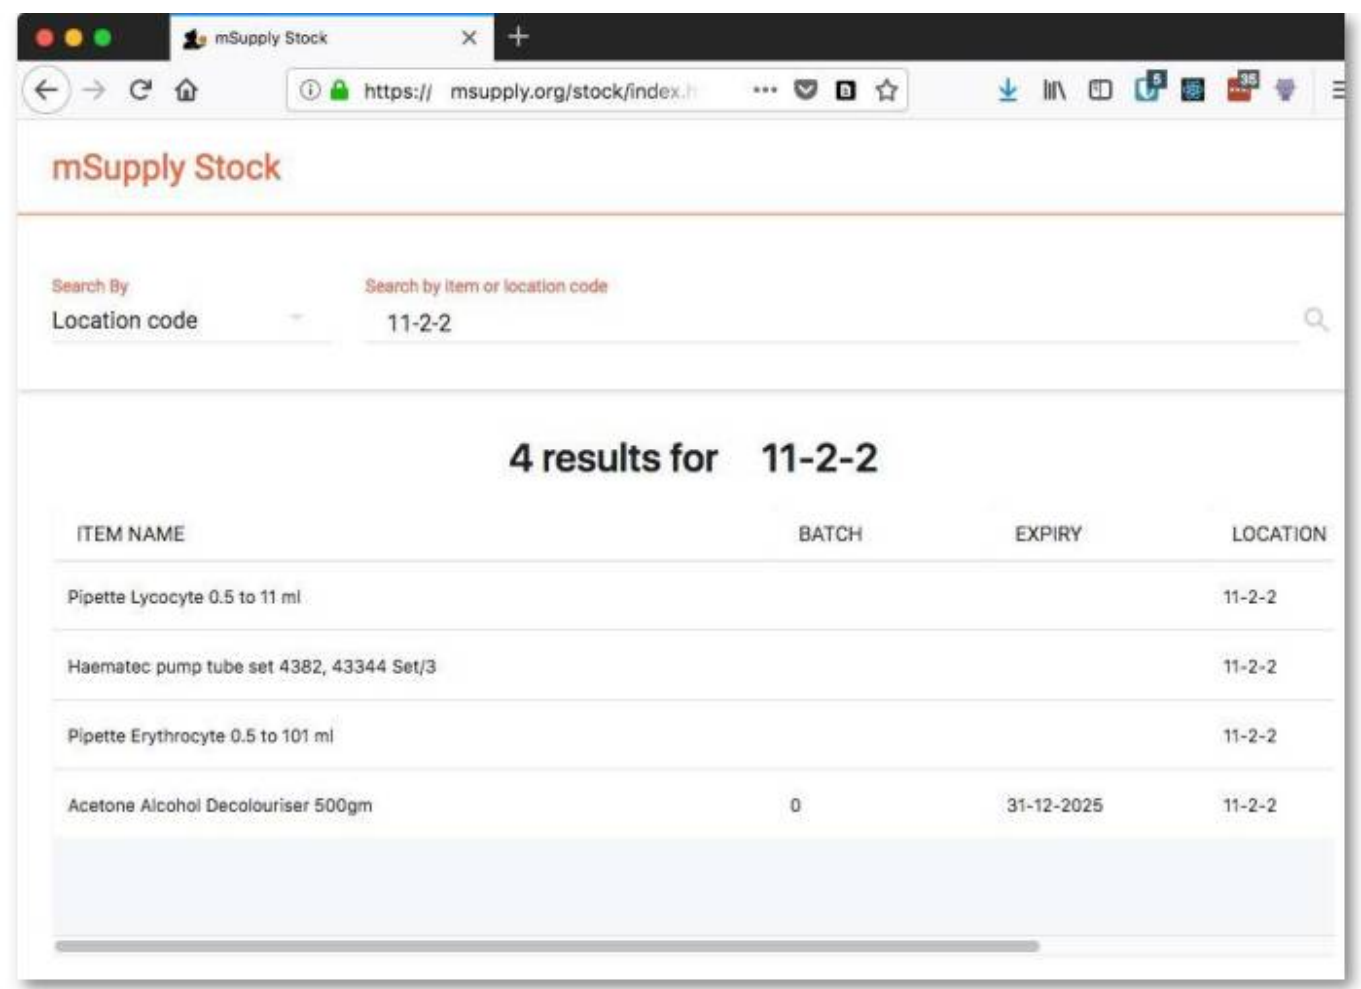 mSupply Stock
https:// msupply.org/stock/index.h
5
35
mSupply Stock
Search By
Search by item or location code
Location code
11-2-2
4 results for 11-2-2
ITEM NAME BATCH EXPIRY LOCATION
Pipette Lycocyte 0.5 to 11 ml 11-2-2
Haematec pump tube set 4382, 43344 Set/3 11-2-2
Pipette Erythrocyte 0.5 to 101 ml 11-2-2
Acetone Alcohol Decolouriser 500gm 0 31-12-2025 11-2-2